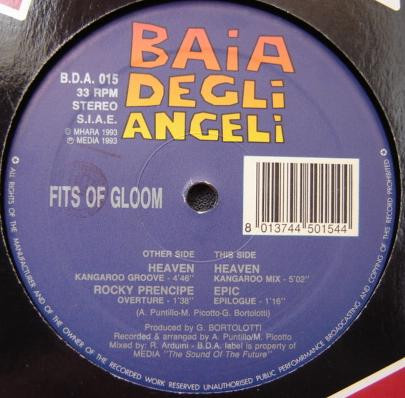 BAiA
DEGLi
ANGELi
B.D.A. 015
33 RPM
STEREO
S.I.A.E.
© MHARA 1993
℗ MEDIA 1993
FITS OF GLOOM
8 013744 501544
OTHER SIDE
HEAVEN
KANGAROO GROOVE - 4'46"
ROCKY PRENCIPE
OVERTURE - 1'38"
THIS SIDE
HEAVEN
KANGAROO MIX - 5'02"
EPIC
EPILOGUE - 1'16"
(A. Puntillo-M. Picotto-G. Bortolotti)
Produced by G. BORTOLOTTI
Recorded & arranged by A. Puntillo/M. Picotto
Mixed by: R. Arduini - B.D.A. label is property of
MEDIA "The Sound Of The Future"
ALL RIGHTS OF THE MANUFACTURER AND OF THE OWNER OF THE RECORDED WORK RESERVED UNAUTHORISED PUBLIC PERFORMANCE BROADCASTING AND COPYING OF THIS RECORD PROHIBITED